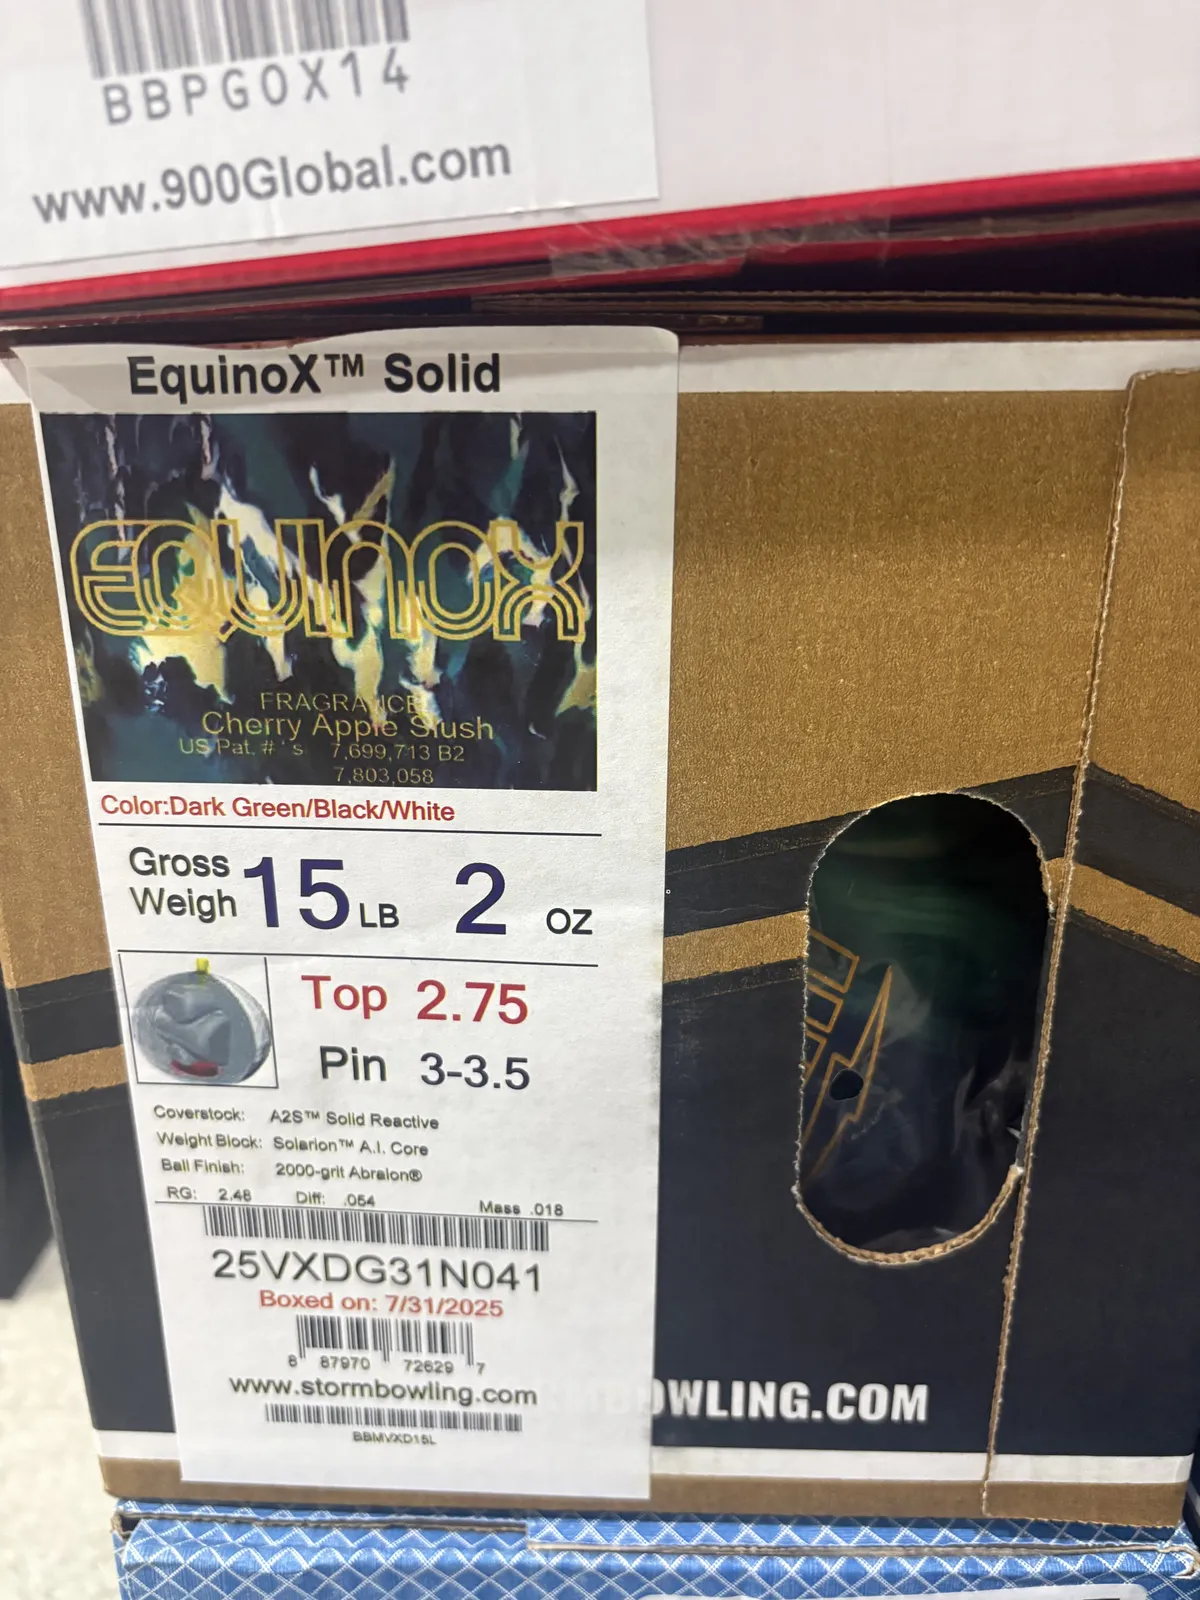 BBPGOX14
www.900Global.com
EquinoX™ Solid
EQUINOX
FRAGRANCE
Cherry Apple Slush
US Pat. # ' s 7,699,713 B2
7,803,058
Color:Dark Green/Black/White
Gross Weigh 15 LB 2 OZ
Top 2.75
Pin 3-3.5
Coverstock: A2S™ Solid Reactive
Weight Block: Solarion™ A.I. Core
Ball Finish: 2000-grit Abralon®
RG: 2.48 Diff: .054 Mass .018
25VXDG31N041
Boxed on: 7/31/2025
8 87970 72629 7
www.stormbowling.com
OWLING.COM
BBMVXD15L